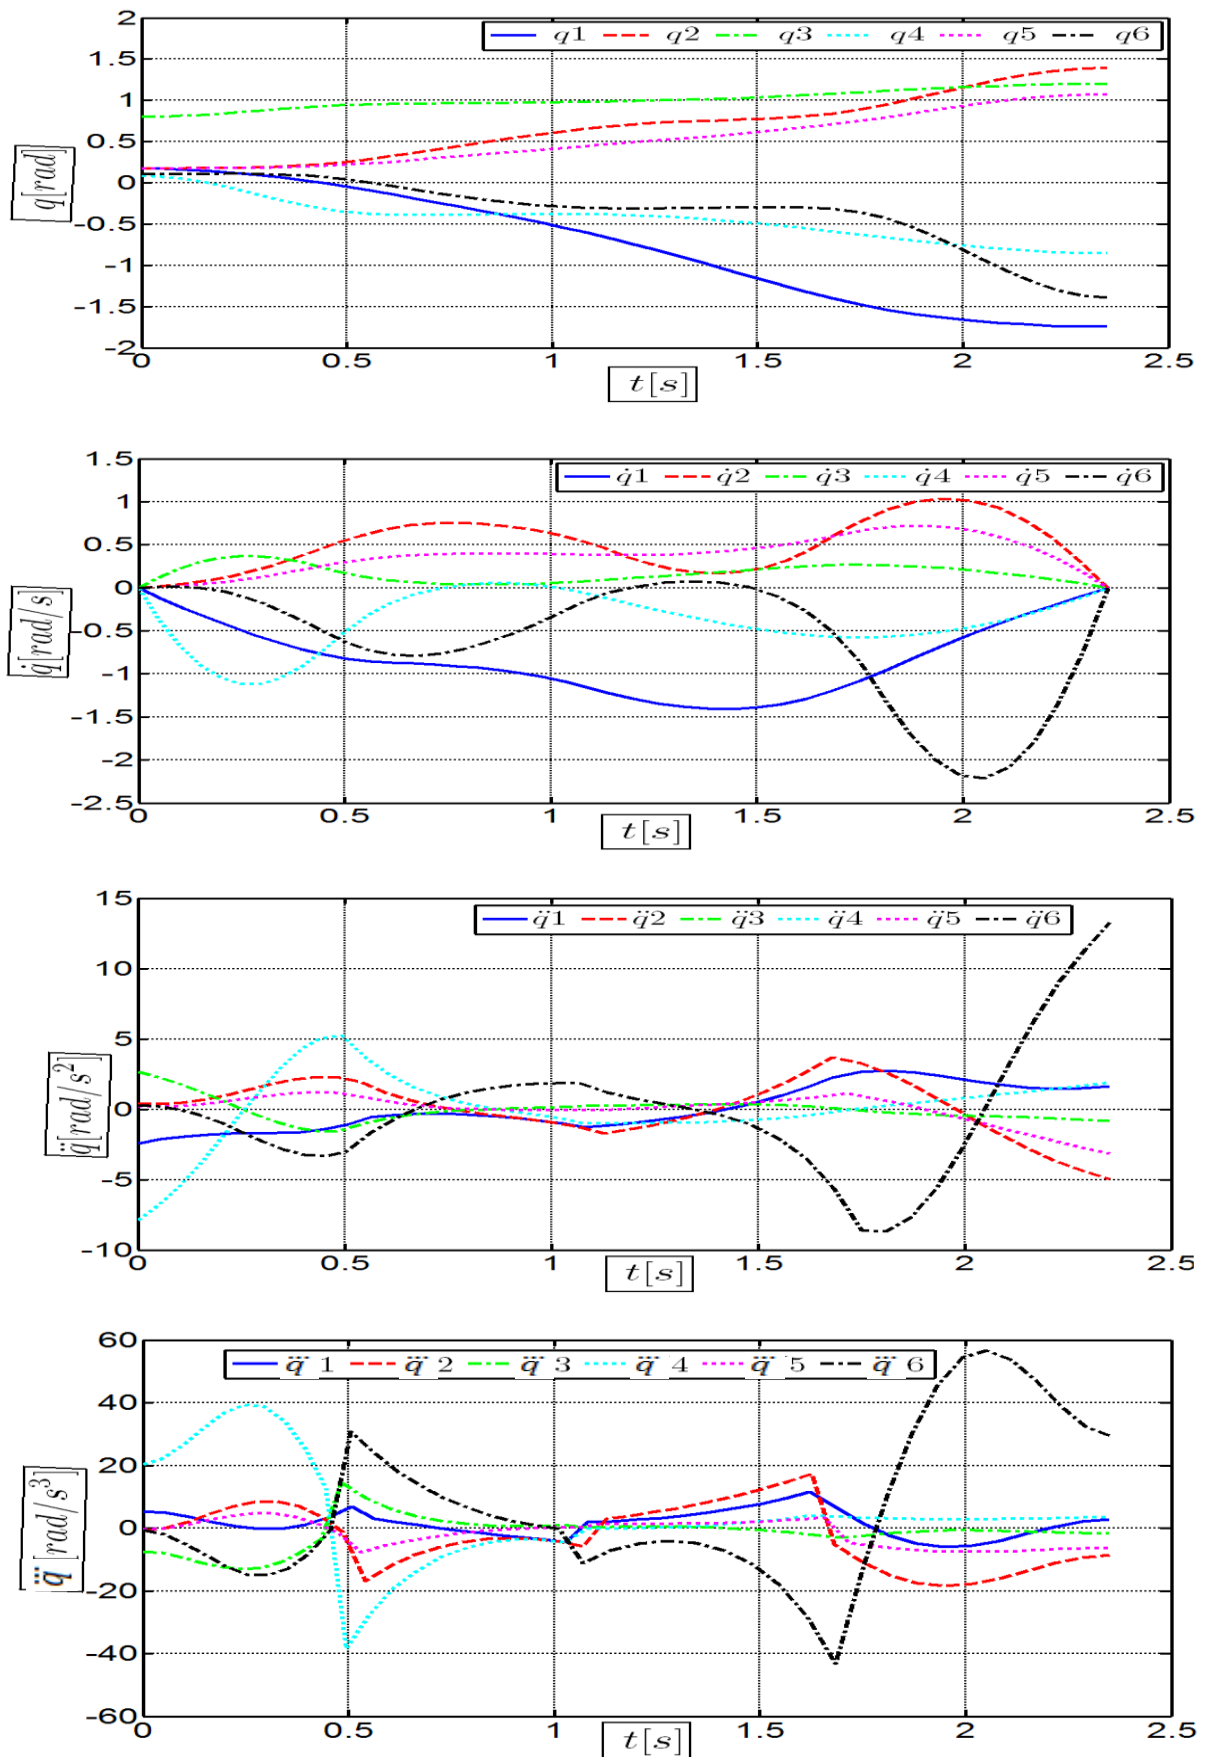 2
q1 q2 q3 q4 q5 q6
1.5
1
0.5
0
-0.5
-1
-1.5
-2
q[rad]
0 0.5 1 1.5 2 2.5
t[s]
1.5
q̇1 q̇2 q̇3 q̇4 q̇5 q̇6
1
0.5
0
-0.5
-1
-1.5
-2
-2.5
q̇[rad/s]
0 0.5 1 1.5 2 2.5
t[s]
15
q̈1 q̈2 q̈3 q̈4 q̈5 q̈6
10
5
0
-5
-10
q̈[rad/s²]
0 0.5 1 1.5 2 2.5
t[s]
60
q⃛ 1 q⃛ 2 q⃛ 3 q⃛ 4 q⃛ 5 q⃛ 6
40
20
0
-20
-40
-60
q⃛ [rad/s³]
0 0.5 1 1.5 2 2.5
t[s]